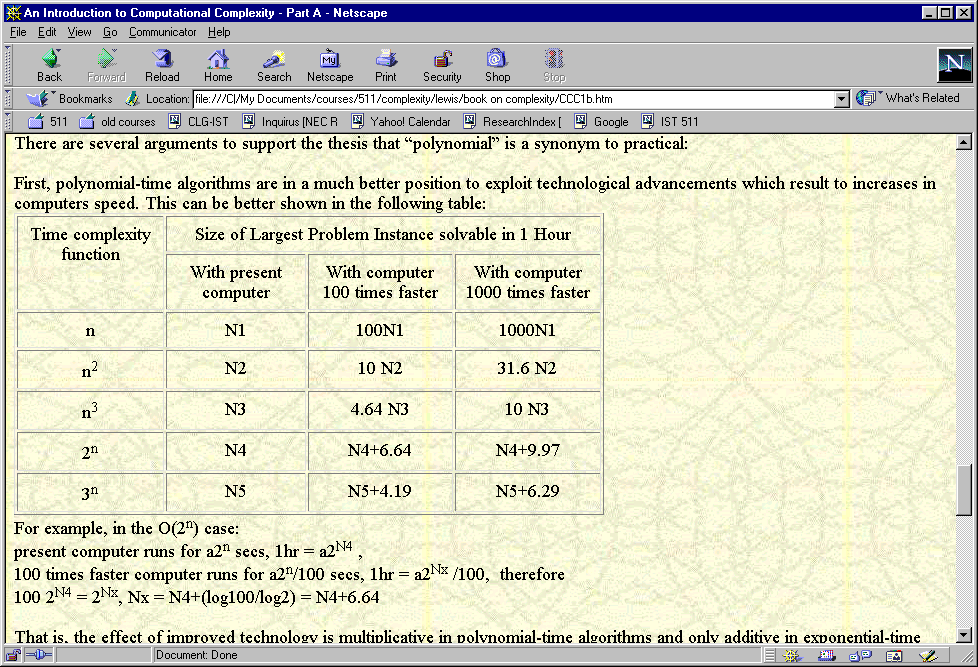 An Introduction to Computational Complexity - Part A - Netscape
File Edit View Go Communicator Help
Back Forward Reload Home Search Netscape Print Security Shop Stop
Bookmarks Location: file:///C|/My Documents/courses/511/complexity/lewis/book on complexity/CCC1b.htm What's Related
511 old courses CLG-IST Inquirus [NEC R Yahoo! Calendar ResearchIndex [ Google IST 511
There are several arguments to support the thesis that “polynomial” is a synonym to practical:
First, polynomial-time algorithms are in a much better position to exploit technological advancements which result to increases in
computers speed. This can be better shown in the following table:
Time complexity function Size of Largest Problem Instance solvable in 1 Hour
With present computer With computer 100 times faster With computer 1000 times faster
n N1 100N1 1000N1
n² N2 10 N2 31.6 N2
n³ N3 4.64 N3 10 N3
2ⁿ N4 N4+6.64 N4+9.97
3ⁿ N5 N5+4.19 N5+6.29
For example, in the O(2ⁿ) case:
present computer runs for a2ⁿ secs, 1hr = a2^N4 ,
100 times faster computer runs for a2ⁿ/100 secs, 1hr = a2^Nx /100, therefore
100 2^N4 = 2^Nx, Nx = N4+(log100/log2) = N4+6.64
That is, the effect of improved technology is multiplicative in polynomial-time algorithms and only additive in exponential-time
Document: Done